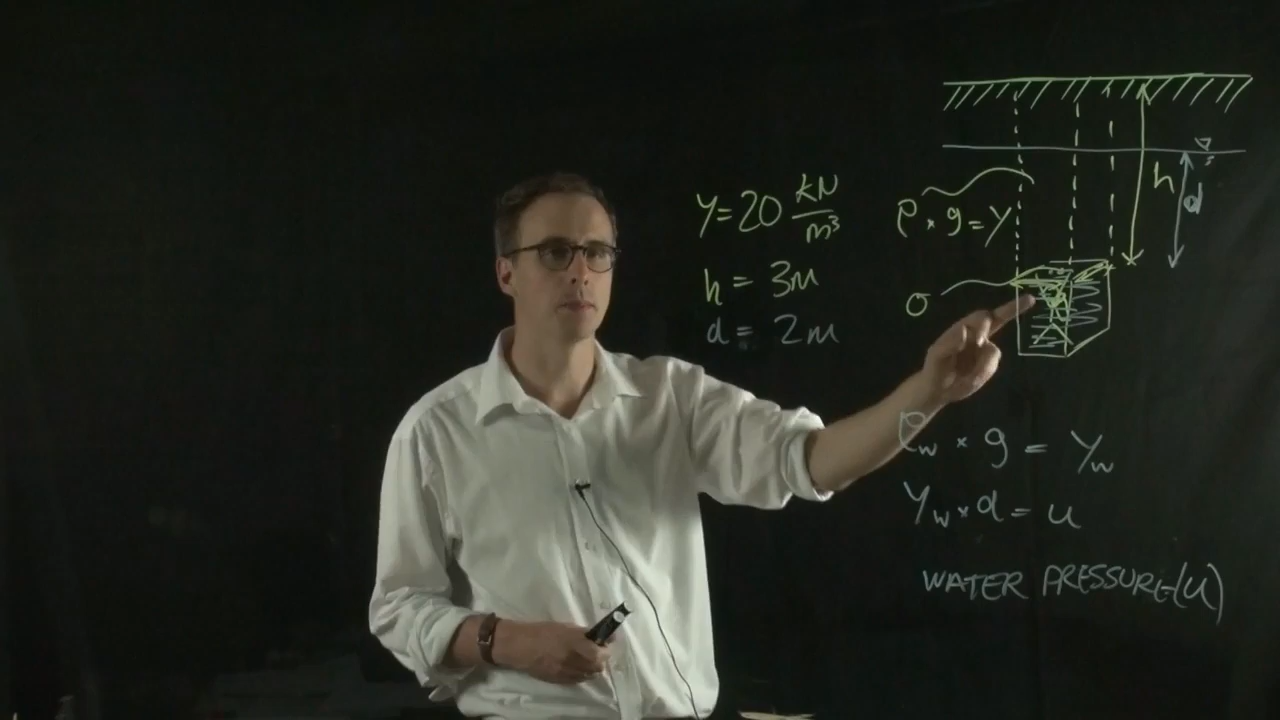 γ = 20 kN/m³
h = 3m
d = 2m
ρ × g = γ
σ
h
d
ρw × g = γw
γw × d = u
WATER PRESSURE (u)